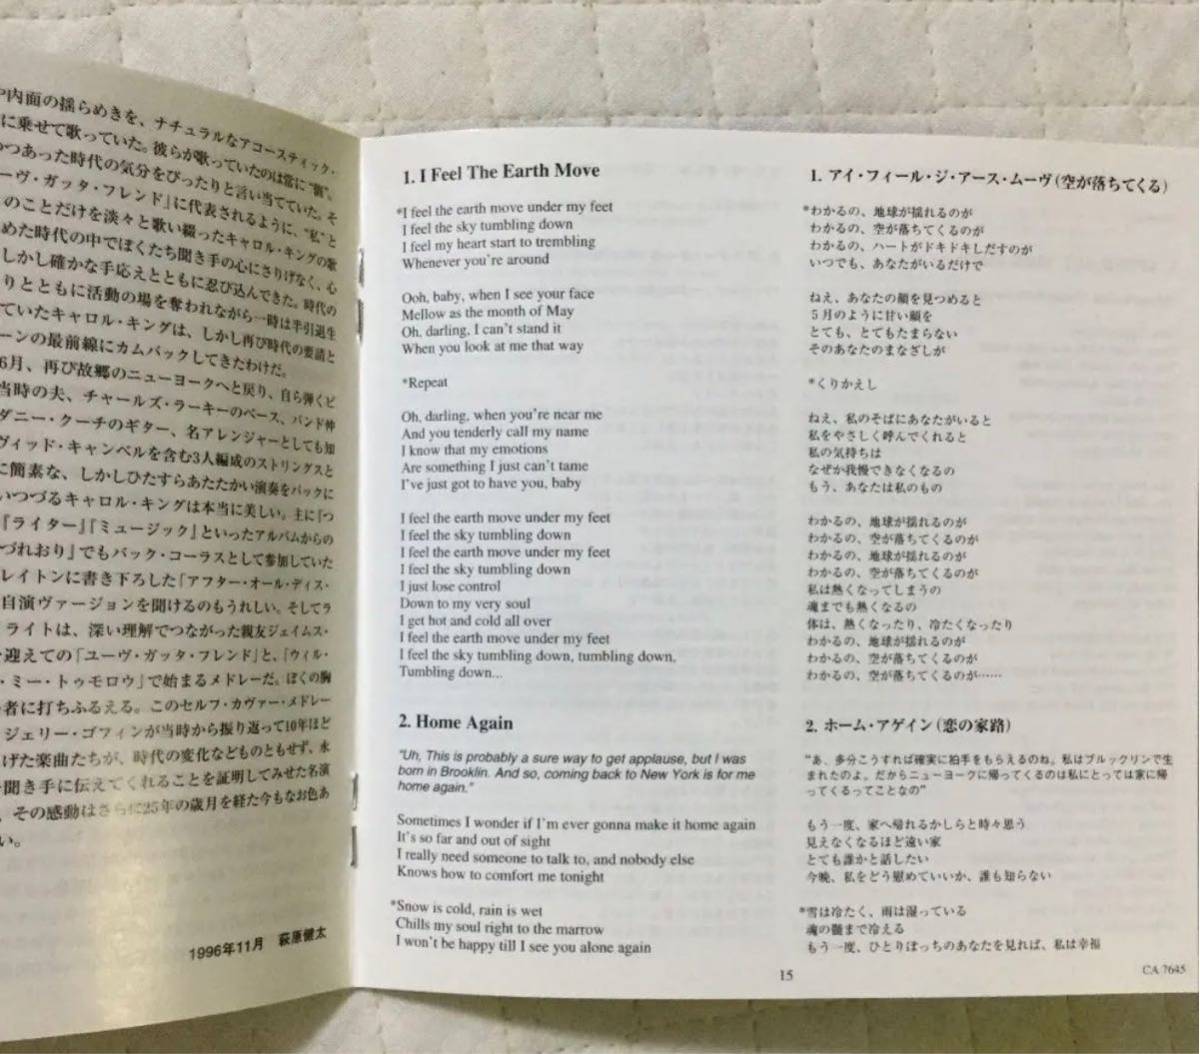 や内面の揺らめきを、ナチュラルなアコースティック・
に乗せて歌っていた。彼らが歌っていたのは常に“個”。
つあった時代の気分をぴったりと言い当てていた。そ
ーヴ・ガッタ・フレンド」に代表されるように、“私”と
のことだけを淡々と歌い綴ったキャロル・キングの歌
めた時代の中でぼくたち聞き手の心にさりげなく、心
しかし確かな手応えとともに忍び込んできた。時代の
りとともに活動の場を奪われながら一時は半引退生
ていたキャロル・キングは、しかし再び時代の要請と
ーンの最前線にカムバックしてきたわけだ。
6月、再び故郷のニューヨークへと戻り、自ら弾くピ
当時の夫、チャールズ・ラーキーのベース、バンド仲
ダニー・クーチのギター、名アレンジャーとしても知
ヴィッド・キャンベルを含む3人編成のストリングスと
に簡素な、しかしひたすらあたたかい演奏をバックに
いつづるキャロル・キングは本当に美しい。主に『つ
『ライター』『ミュージック』といったアルバムからの
づれおり』でもバック・コーラスとして参加していた
レイトンに書き下ろした「アフター・オール・ディス・
自演ヴァージョンを聞けるのもうれしい。そしてラ
ライトは、深い理解でつながった親友ジェイムス・
迎えての「ユーヴ・ガッタ・フレンド」と、「ウィル・
・ミー・トゥモロウ」で始まるメドレーだ。ぼくの胸
者に打ちふるえる。このセルフ・カヴァー・メドレー
ジェリー・ゴフィンが当時から振り返って10年ほど
げた楽曲たちが、時代の変化などものともせず、永
聞き手に伝えてくれることを証明してみせた名演
、その感動はさらに25年の歳月を経た今もなお色あ
い。
1996年11月 萩原健太
1. I Feel The Earth Move
*I feel the earth move under my feet
I feel the sky tumbling down
I feel my heart start to trembling
Whenever you're around
Ooh, baby, when I see your face
Mellow as the month of May
Oh, darling, I can't stand it
When you look at me that way
*Repeat
Oh, darling, when you're near me
And you tenderly call my name
I know that my emotions
Are something I just can't tame
I've just got to have you, baby
I feel the earth move under my feet
I feel the sky tumbling down
I feel the earth move under my feet
I feel the sky tumbling down
I just lose control
Down to my very soul
I get hot and cold all over
I feel the earth move under my feet
I feel the sky tumbling down, tumbling down,
Tumbling down...
2. Home Again
"Uh, This is probably a sure way to get applause, but I was
born in Brooklin. And so, coming back to New York is for me
home again."
Sometimes I wonder if I'm ever gonna make it home again
It's so far and out of sight
I really need someone to talk to, and nobody else
Knows how to comfort me tonight
*Snow is cold, rain is wet
Chills my soul right to the marrow
I won't be happy till I see you alone again
1. アイ・フィール・ジ・アース・ムーヴ(空が落ちてくる)
*わかるの、地球が揺れるのが
わかるの、空が落ちてくるのが
わかるの、ハートがドキドキしだすのが
いつでも、あなたがいるだけで
ねえ、あなたの顔を見つめると
5月のように甘い顔を
とても、とてもたまらない
そのあなたのまなざしが
*くりかえし
ねえ、私のそばにあなたがいると
私をやさしく呼んでくれると
私の気持ちは
なぜか我慢できなくなるの
もう、あなたは私のもの
わかるの、地球が揺れるのが
わかるの、空が落ちてくるのが
わかるの、地球が揺れるのが
わかるの、空が落ちてくるのが
私は熱くなってしまうの
魂までも熱くなるの
体は、熱くなったり、冷たくなったり
わかるの、地球が揺れるのが
わかるの、空が落ちてくるのが
わかるの、空が落ちてくるのが……
2. ホーム・アゲイン(恋の家路)
"あ、多分こうすれば確実に拍手をもらえるのね。私はブルックリンで生
まれたのよ。だからニューヨークに帰ってくるのは私にとっては家に帰
ってくるってことなの"
もう一度、家へ帰れるかしらと時々思う
見えなくなるほど遠い家
とても誰かと話したい
今晩、私をどう慰めていいか、誰も知らない
*雪は冷たく、雨は湿っている
魂の髄まで冷える
もう一度、ひとりぼっちのあなたを見れば、私は幸福
15
CA 7645